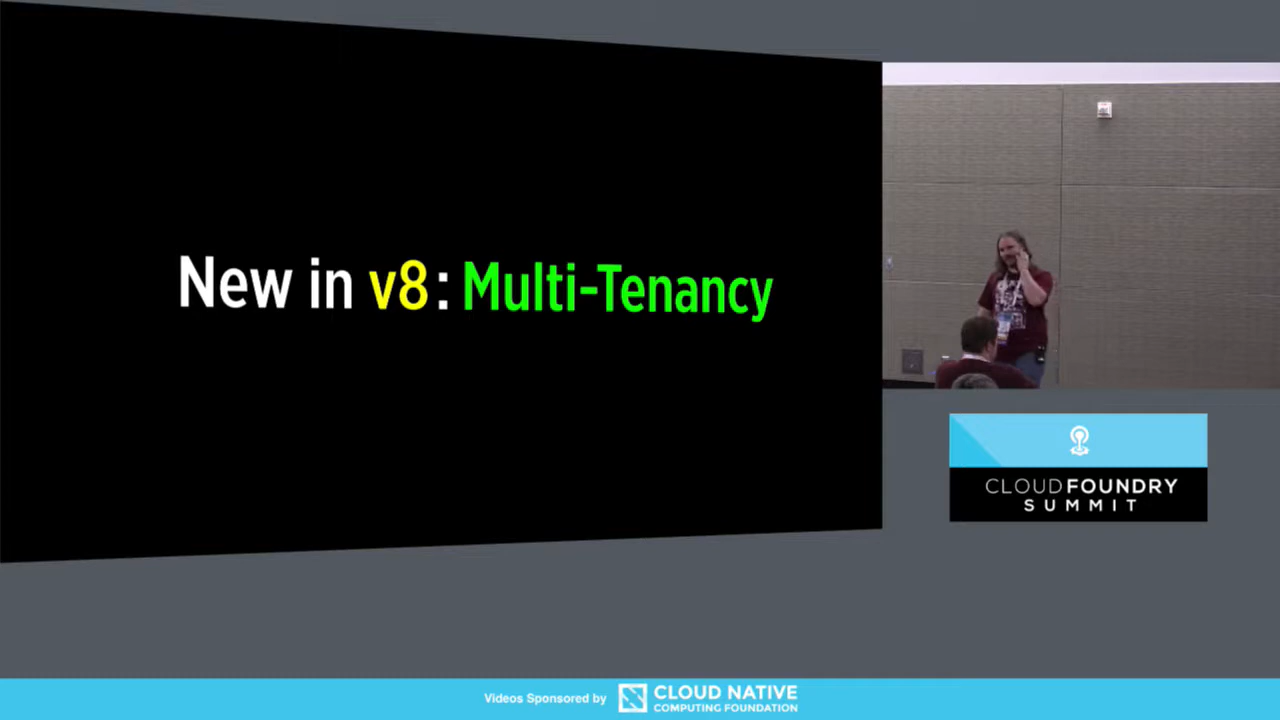 New in v8: Multi-Tenancy
CLOUDFOUNDRY
SUMMIT
Videos Sponsored by
CLOUD NATIVE
COMPUTING FOUNDATION